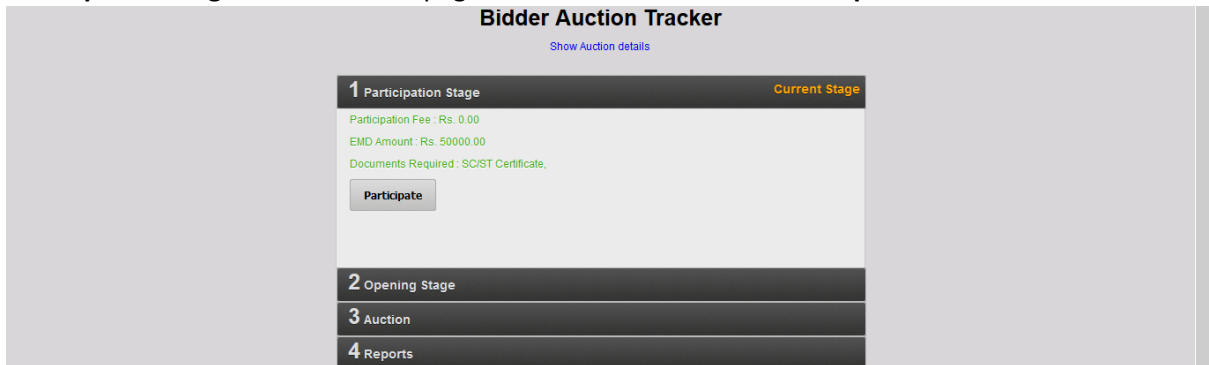 Bidder Auction Tracker
Show Auction details
1 Participation Stage Current Stage
Participation Fee : Rs. 0.00
EMD Amount : Rs. 50000.00
Documents Required : SC/ST Certificate,
Participate
2 Opening Stage
3 Auction
4 Reports